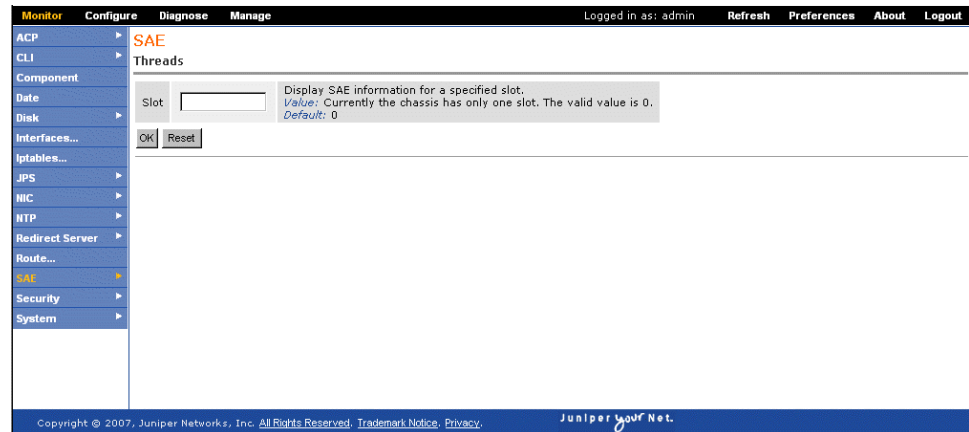 Monitor Configure Diagnose Manage Logged in as: admin Refresh Preferences About Logout
ACP
CLI
Component
Date
Disk
Interfaces...
Iptables...
JPS
NIC
NTP
Redirect Server
Route...
SAE
Security
System
SAE
Threads
Slot
Display SAE information for a specified slot.
Value: Currently the chassis has only one slot. The valid value is 0.
Default: 0
OK Reset
Copyright © 2007, Juniper Networks, Inc. All Rights Reserved. Trademark Notice. Privacy.
Juniper your Net.